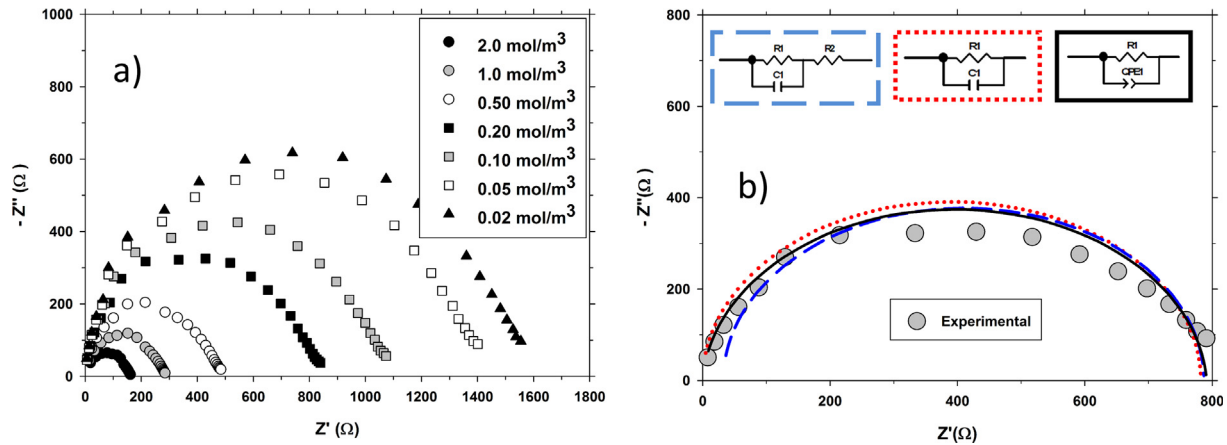 a)
2.0 mol/m³
1.0 mol/m³
0.50 mol/m³
0.20 mol/m³
0.10 mol/m³
0.05 mol/m³
0.02 mol/m³
- Z'' (Ω)
1000
800
600
400
200
0
0 200 400 600 800 1000 1200 1400 1600 1800
Z' (Ω)
b)
R1 R2
C1
R1
C1
R1
CPE1
Experimental
- Z''(Ω)
800
600
400
200
0
0 200 400 600 800
Z'(Ω)